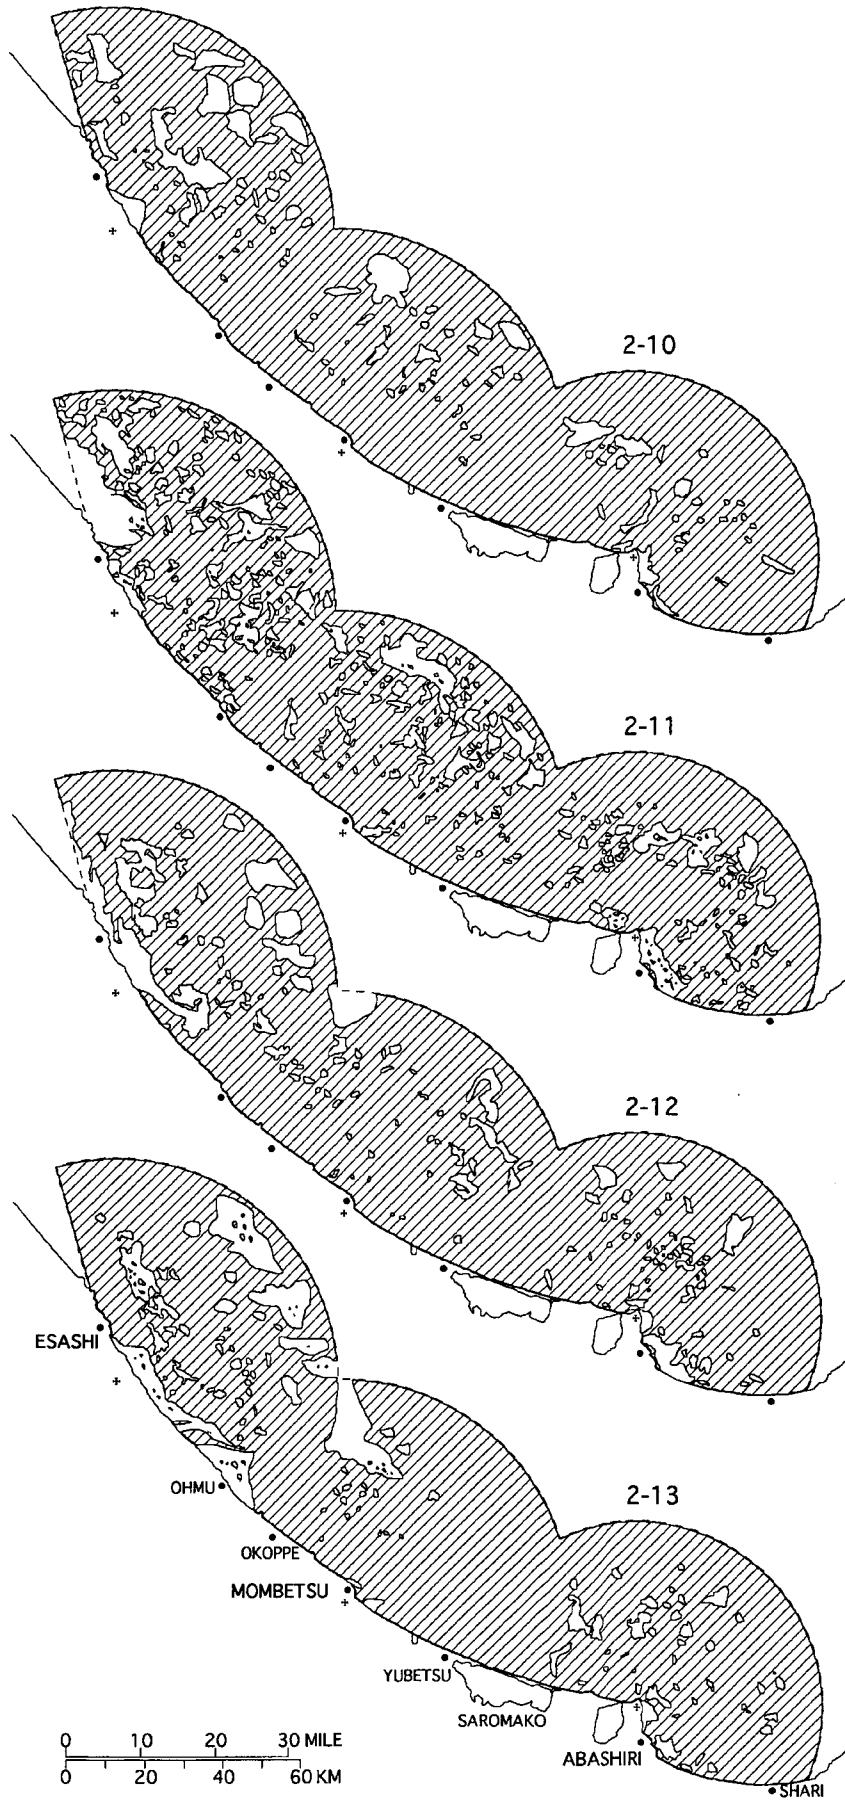 2-10
2-11
2-12
2-13
ESASHI
OHMU
OKOPPE
MOMBETSU
YUBETSU
SAROMAKO
ABASHIRI
SHARI
0 10 20 30 MILE
0 20 40 60 KM